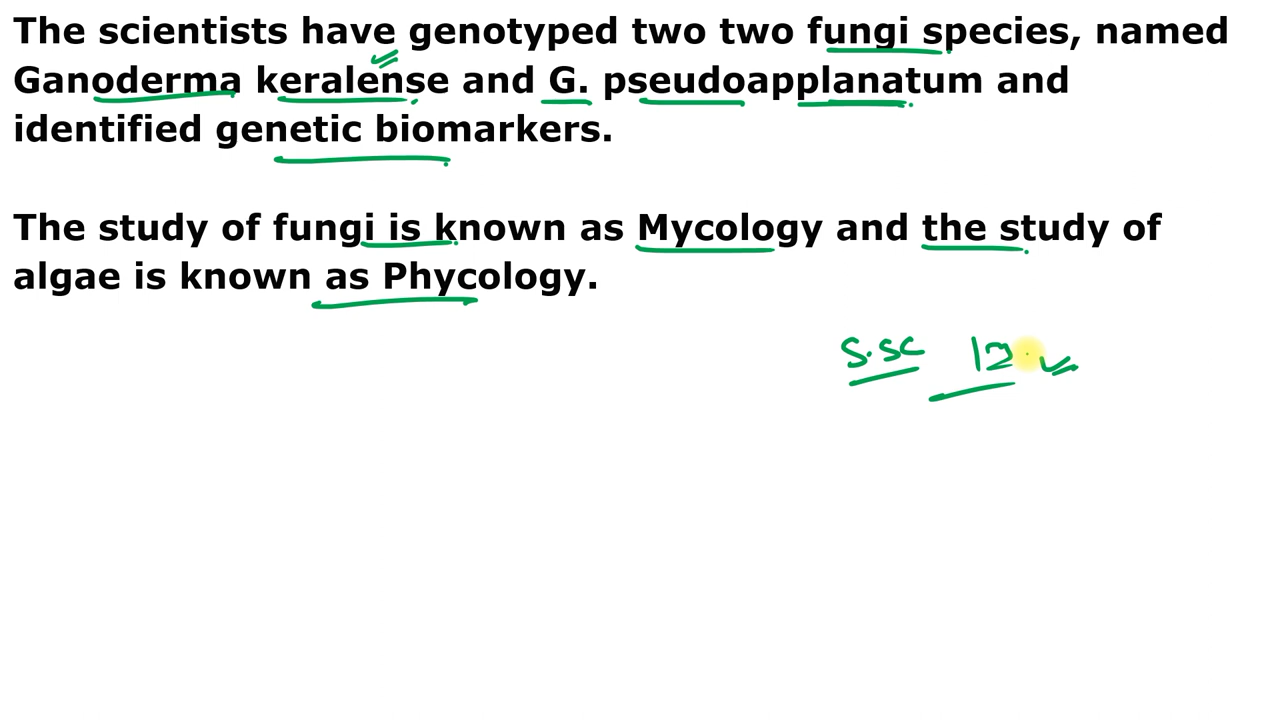 The scientists have genotyped two two fungi species, named
Ganoderma keralense and G. pseudoapplanatum and
identified genetic biomarkers.
The study of fungi is known as Mycology and the study of
algae is known as Phycology.
S.SC 12